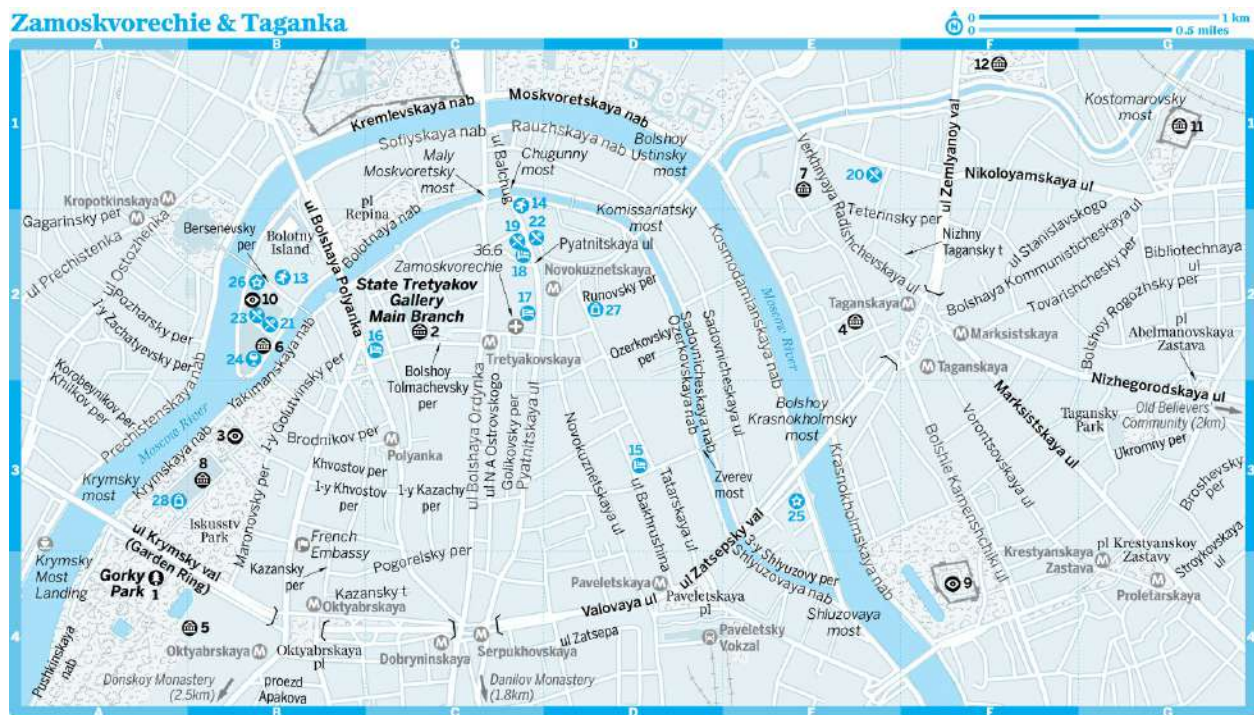 Zamoskvorechie & Taganka
0 1 km
N
0 0.5 miles
A B C D E F G
1
2
3
4
12
Kostomarovsky
most
11
Kremlevskaya nab
Moskvoretskaya nab
Sofiyskaya nab
Raushskaya nab
Maly
Moskvoretsky
most
ul Balchug
Chugunny
most
Bolshoy
Ustinsky
most
Verkhnyaya Radishchevskaya ul
7
20
ul Zemlyanoy val
Nikoloyamskaya ul
Kropotkinskaya
Gagarinsky per
ul Prechistenka
ul Ostozhenka
Bersenevsky
per
Bolotny
Island
ul Bolshaya Polyanka
pl
Repina
Bolotnaya nab
14
19
22
36.6
Zamoskvorechie
18
Pyatnitskaya ul
Komissariatsky
most
Teterinsky per
Nizhny
Tagansky t
ul Stanislavskogo
Bolshaya Kommunisticheskaya ul
Tovarishchesky per
Bibliotechnaya
ul
Bolshoy Rogozhsky per
pl
Abelmanovskaya
Zastava
Pozharsky per
1-y Zachatyevsky per
26
13
10
23
21
6
24
State Tretyakov
Gallery
Main Branch
2
16
17
Novokuznetskaya
Runovsky per
27
Kosmodamianskaya nab
Moscow River
Taganskaya
4
Marksistskaya
Taganskaya
Tretyakovskaya
Ozerkovsky
per
Ozerkovskaya nab
Sadovnicheskaya nab
Sadovnicheskaya ul
Korobeynikov per
Khilkov per
Prechistenskaya nab
Yakimanskaya nab
1-y Golutvinsky per
Bolshoy
Tolmachevsky
per
ul Bolshaya Ordynka
ul N A Ostrovskogo
Golikovsky per
Pyatnitskaya ul
Bolshoy
Krasnokholmsky
most
Nizhegorodskaya ul
Marksistskaya ul
Tagansky
Park
Old Believers
Community (2km)
Ukromny per
Moscow River
3
8
28
Krymskaya nab
Krymsky
most
Brodnikov per
Polyanka
Khvostov per
1-y Khvostov
per
1-y Kazachy
per
Maronovsky per
Iskusstv
Park
French
Embassy
Novokuznetskaya ul
15
ul Bakhrushina
Tatarskaya ul
Zverev
most
25
Krasnokholmskaya nab
Bolshie Kamenshchiki ul
Vorontsovskaya ul
Broshevsky
per
ul Krymsky val
(Garden Ring)
Krymsky
Most
Landing
Gorky
Park
1
Kazansky
per
Pogorelsky per
Kazansky t
Oktyabrskaya
ul Zatsepsky val
3-y Shlyuzovy per
Shlyuzovaya nab
Krestyanskaya
Zastava
pl Krestyanskoy
Zastavy
Stroykovskaya
ul
Proletarskaya
Paveletskaya
Paveletskaya
pl
Valovaya ul
9
5
Oktyabrskaya
Oktyabrskaya
pl
Dobryninskaya
Serpukhovskaya
ul Zatsepa
Paveletsky
Vokzal
Shluzovaya
most
Pushkinskaya
nab
Donskoy Monastery
(2.5km)
proezd
Apakova
Danilov Monastery
(1.8km)
A B C D E F G